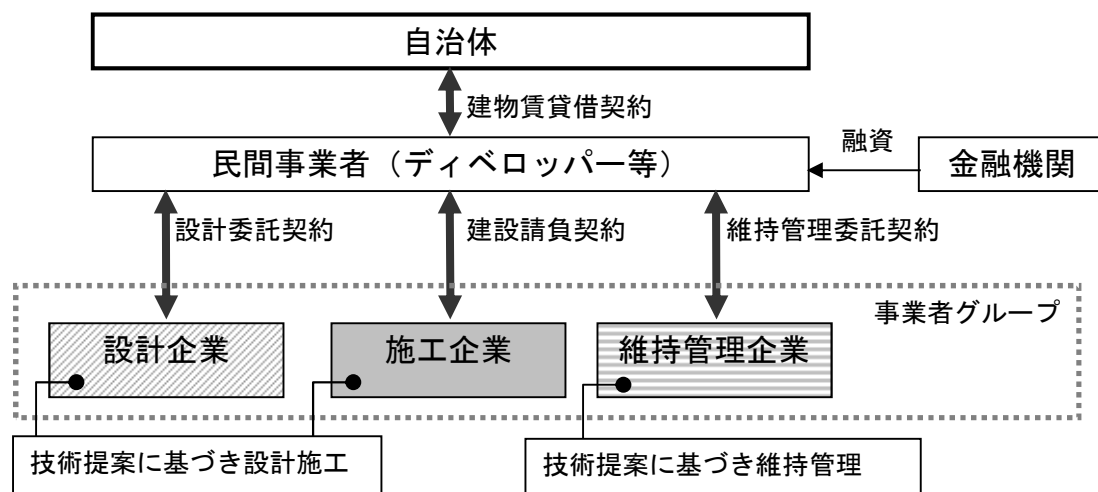 自治体
建物賃貸借契約
民間事業者（ディベロッパー等）
融資
金融機関
設計委託契約
建設請負契約
維持管理委託契約
事業者グループ
設計企業
施工企業
維持管理企業
技術提案に基づき設計施工
技術提案に基づき維持管理